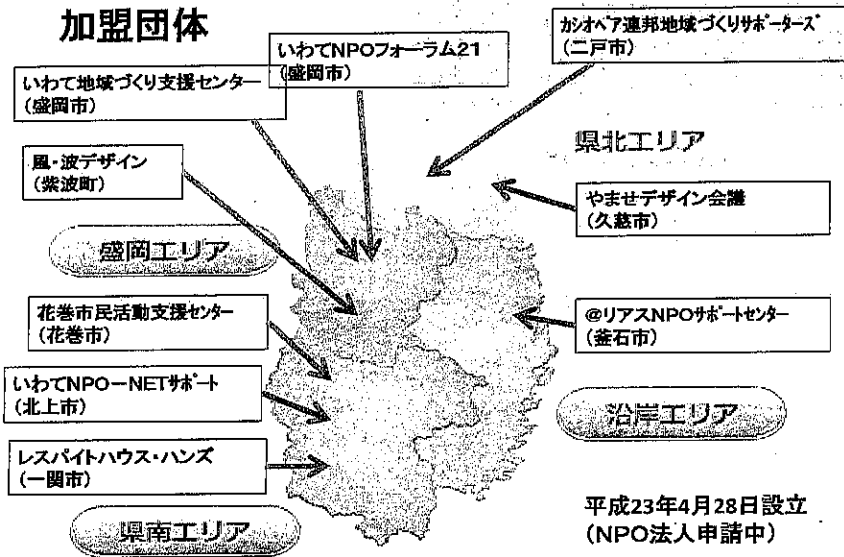 加盟団体
いわてNPOフォーラム21
(盛岡市)
カシオペア連邦地域づくりサポーターズ
(二戸市)
いわて地域づくり支援センター
(盛岡市)
県北エリア
風・波デザイン
(紫波町)
やませデザイン会議
(久慈市)
盛岡エリア
花巻市民活動支援センター
(花巻市)
@リアスNPOサポートセンター
(釜石市)
いわてNPO-NETサポート
(北上市)
沿岸エリア
レスパイトハウス・ハンズ
(一関市)
県南エリア
平成23年4月28日設立
(NPO法人申請中)